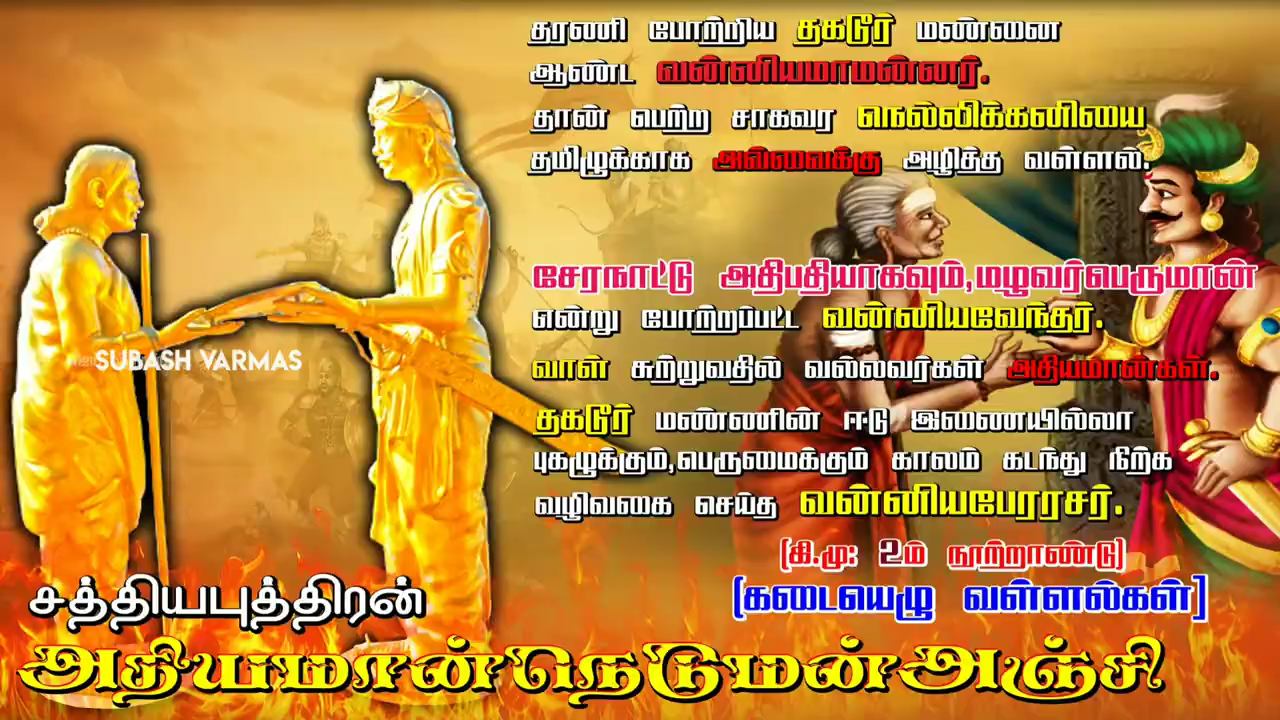 தரணி போற்றிய தகடூர் மண்னை
ஆண்ட வன்னியமாமன்னர்.
தான் பெற்ற சாகவர நெல்லிக்கனியை
தமிழுக்காக அவ்வைக்கு அழித்த வள்ளல்.
சேரநாட்டு அதிபதியாகவும்,மழவர்பெருமான்
என்று போற்றப்பட்ட வன்னியவேந்தர்.
வாள் சுற்றுவதில் வல்லவர்கள் அதியமான்கள்.
தகடூர் மண்ணின் ஈடு இணையில்லா
புகழுக்கும்,பெருமைக்கும் காலம் கடந்து நிற்க
வழிவகை செய்த வன்னியபேரரசர்.
(கி.மு: 2ம் நூற்றாண்டு)
(கடையெழு வள்ளல்கள்)
SUBASH VARMAS
சத்தியபுத்திரன்
அதியமான்நெடுமன்அஞ்சி